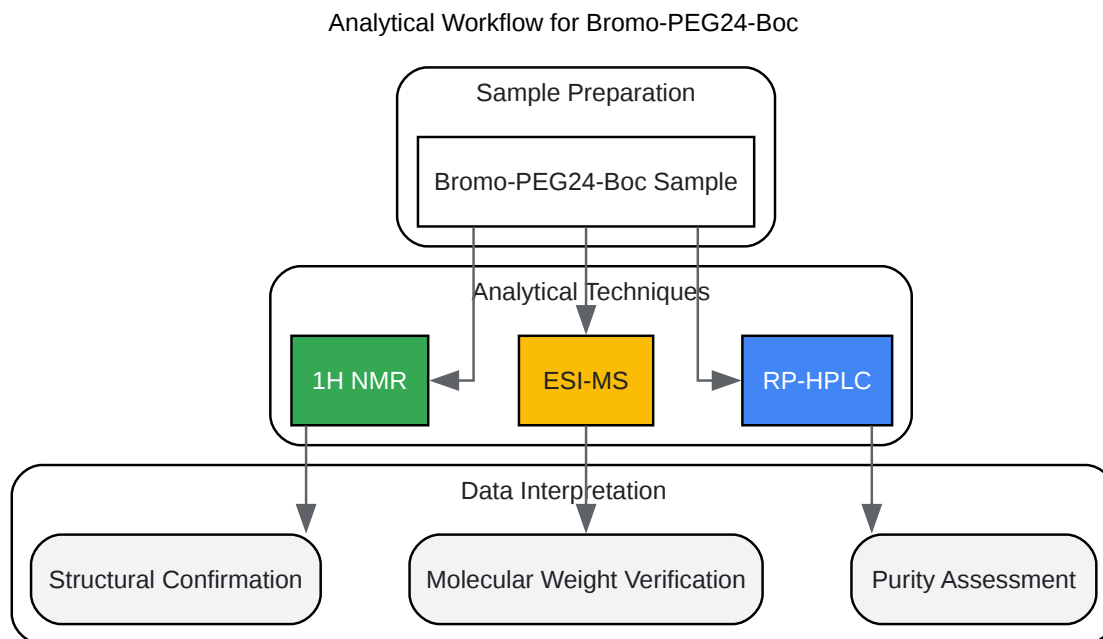 Analytical Workflow for Bromo-PEG24-Boc
Sample Preparation
Bromo-PEG24-Boc Sample
Analytical Techniques
1H NMR
ESI-MS
RP-HPLC
Data Interpretation
Structural Confirmation
Molecular Weight Verification
Purity Assessment